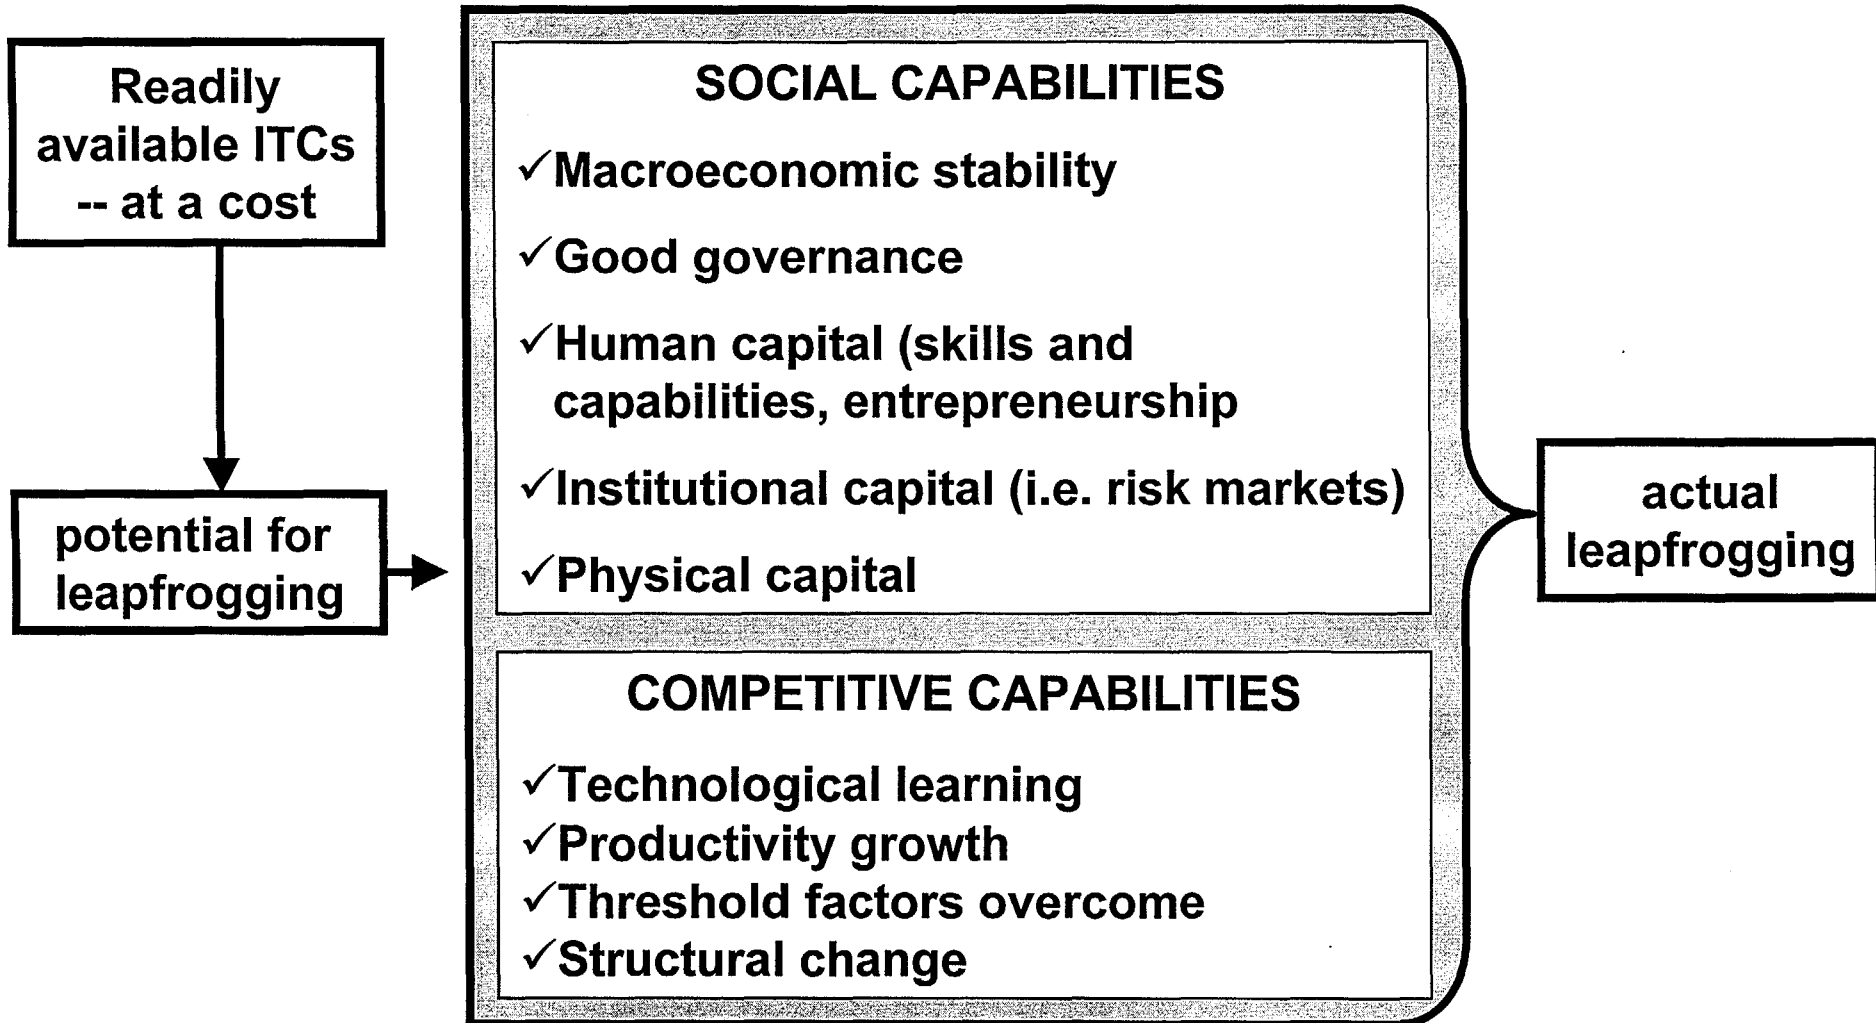 Readily
available ITCs
-- at a cost
potential for
leapfrogging
SOCIAL CAPABILITIES
✓Macroeconomic stability
✓Good governance
✓Human capital (skills and
capabilities, entrepreneurship
✓Institutional capital (i.e. risk markets)
✓Physical capital
COMPETITIVE CAPABILITIES
✓Technological learning
✓Productivity growth
✓Threshold factors overcome
✓Structural change
actual
leapfrogging